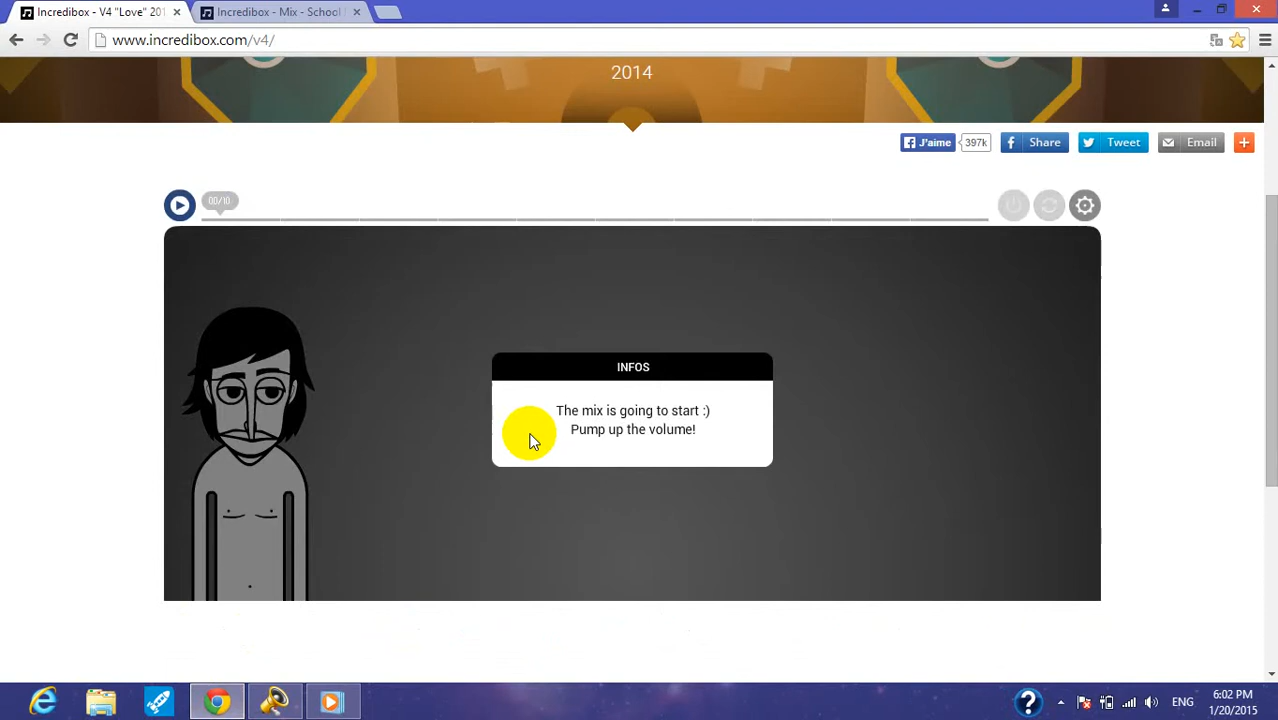 Incredibox - V4 "Love" 201
Incredibox - Mix - School
www.incredibox.com/v4/
2014
J'aime 397k Share Tweet Email
00/10
INFOS
The mix is going to start :)
Pump up the volume!
ENG
6:02 PM
1/20/2015